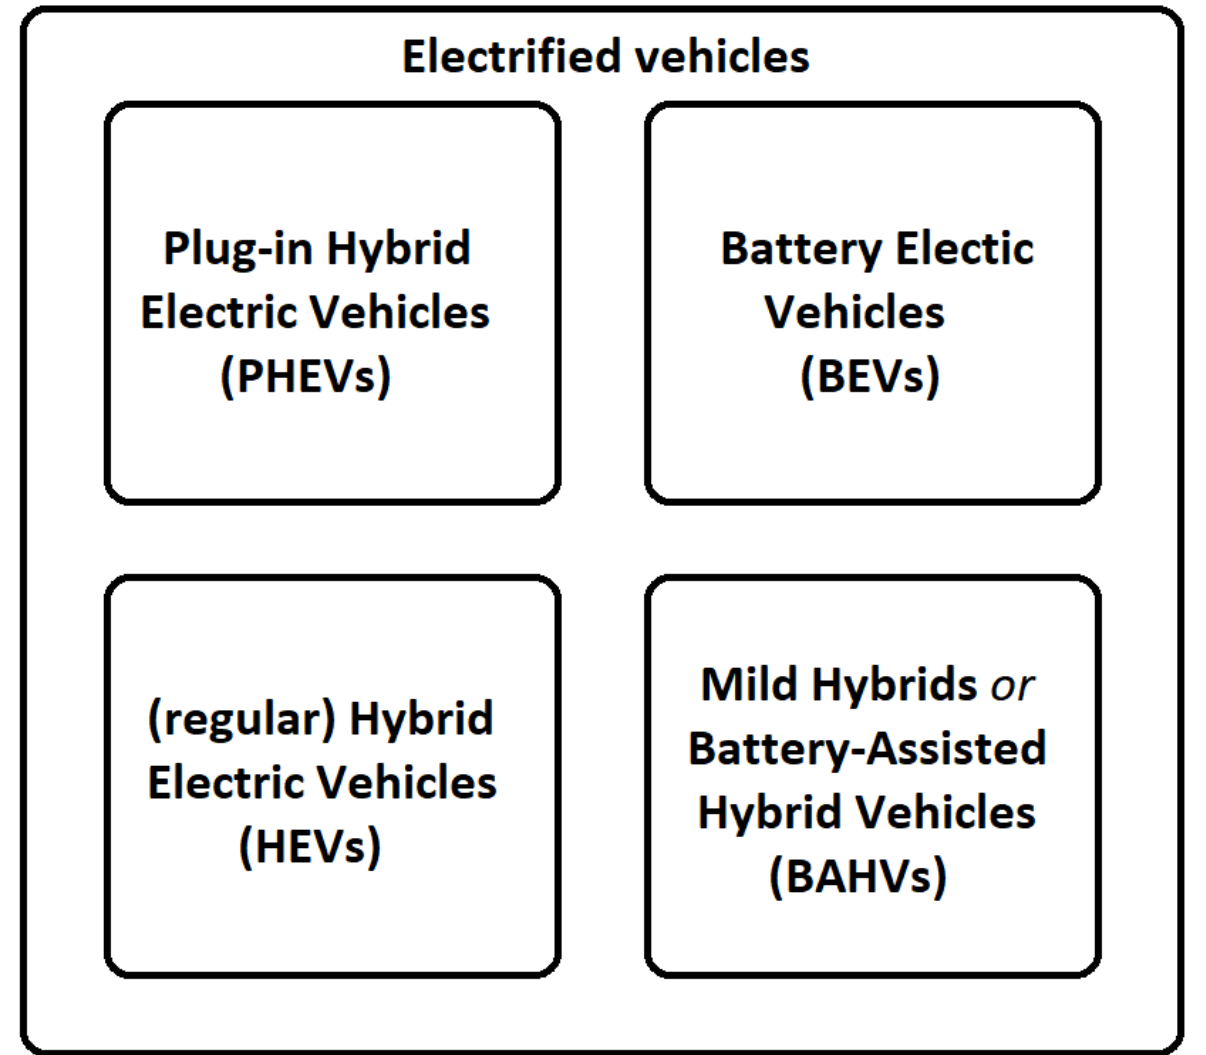 Electrified vehicles
Plug-in Hybrid
Electric Vehicles
(PHEVs)
Battery Electic
Vehicles
(BEVs)
(regular) Hybrid
Electric Vehicles
(HEVs)
Mild Hybrids or
Battery-Assisted
Hybrid Vehicles
(BAHVs)